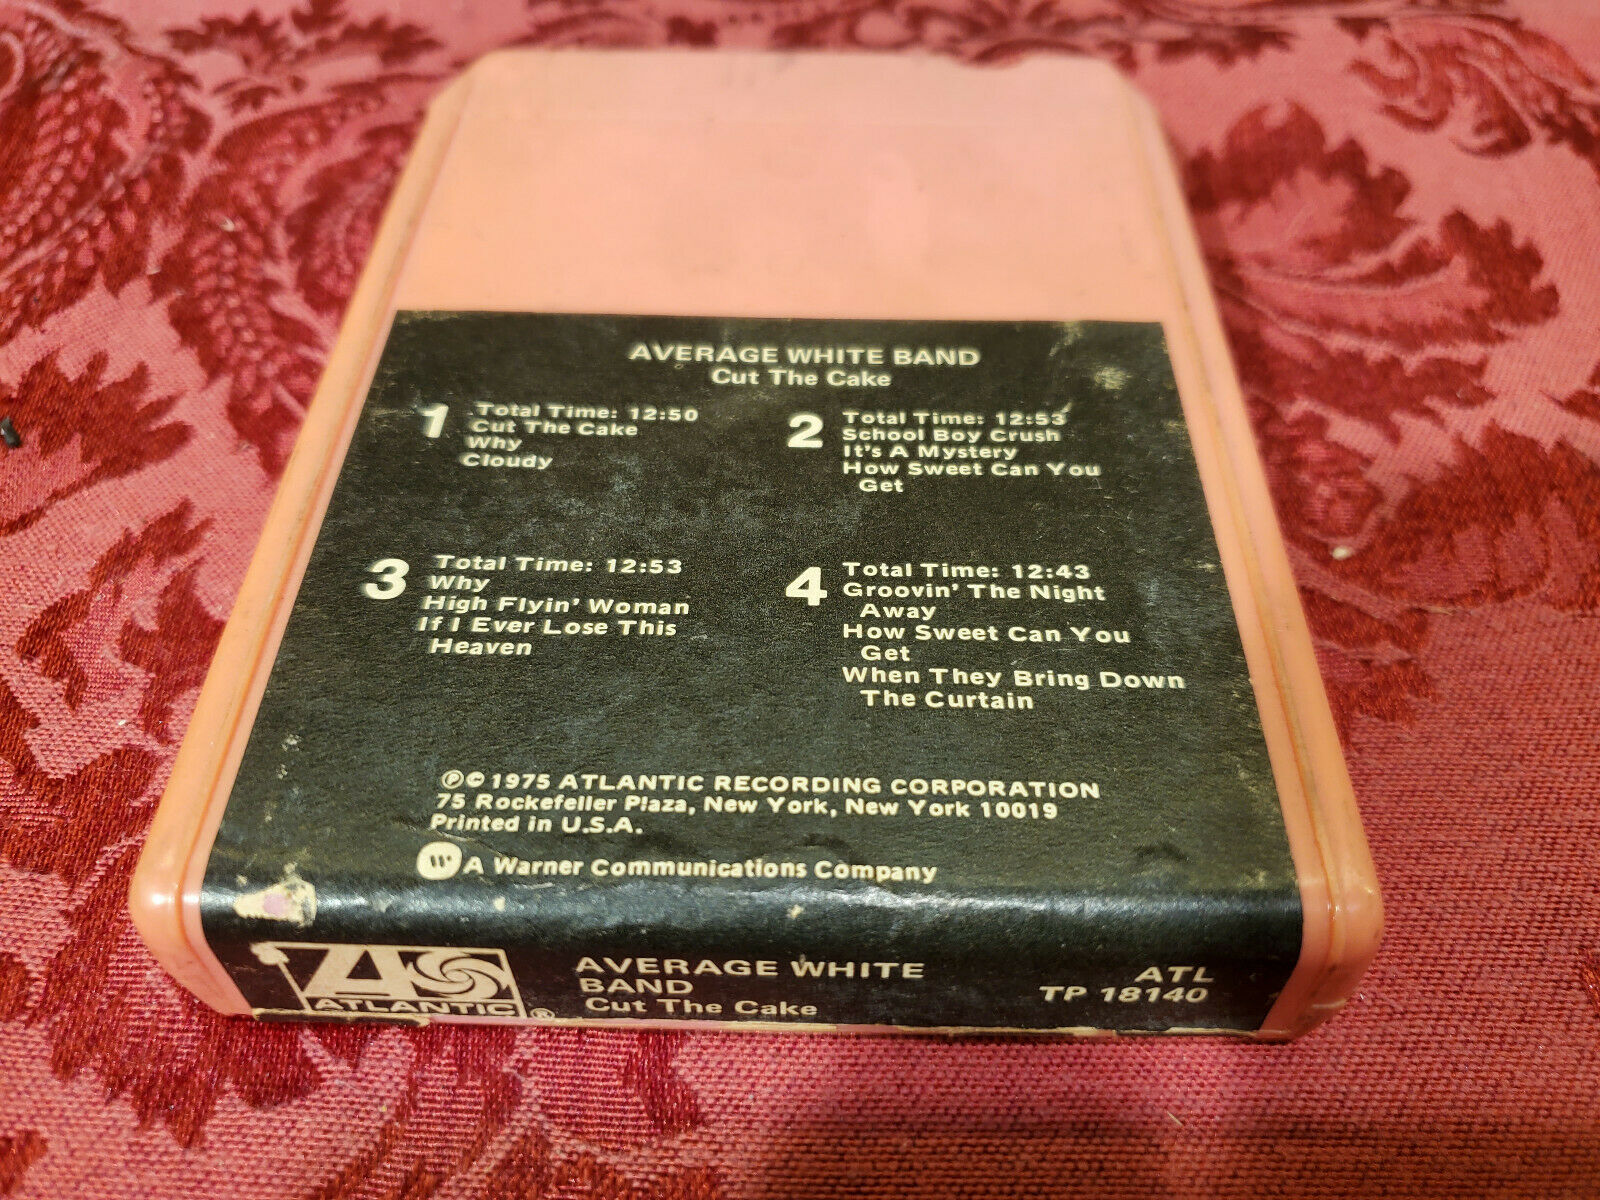 AVERAGE WHITE BAND
Cut The Cake
1 Total Time: 12:50
Cut The Cake
Why
Cloudy
2 Total Time: 12:53
School Boy Crush
It's A Mystery
How Sweet Can You
Get
3 Total Time: 12:53
Why
High Flyin' Woman
If I Ever Lose This
Heaven
4 Total Time: 12:43
Groovin' The Night
Away
How Sweet Can You
Get
When They Bring Down
The Curtain
℗© 1975 ATLANTIC RECORDING CORPORATION
75 Rockefeller Plaza, New York, New York 10019
Printed in U.S.A.
W A Warner Communications Company
ATLANTIC ®
AVERAGE WHITE
BAND
Cut The Cake
ATL
TP 18140